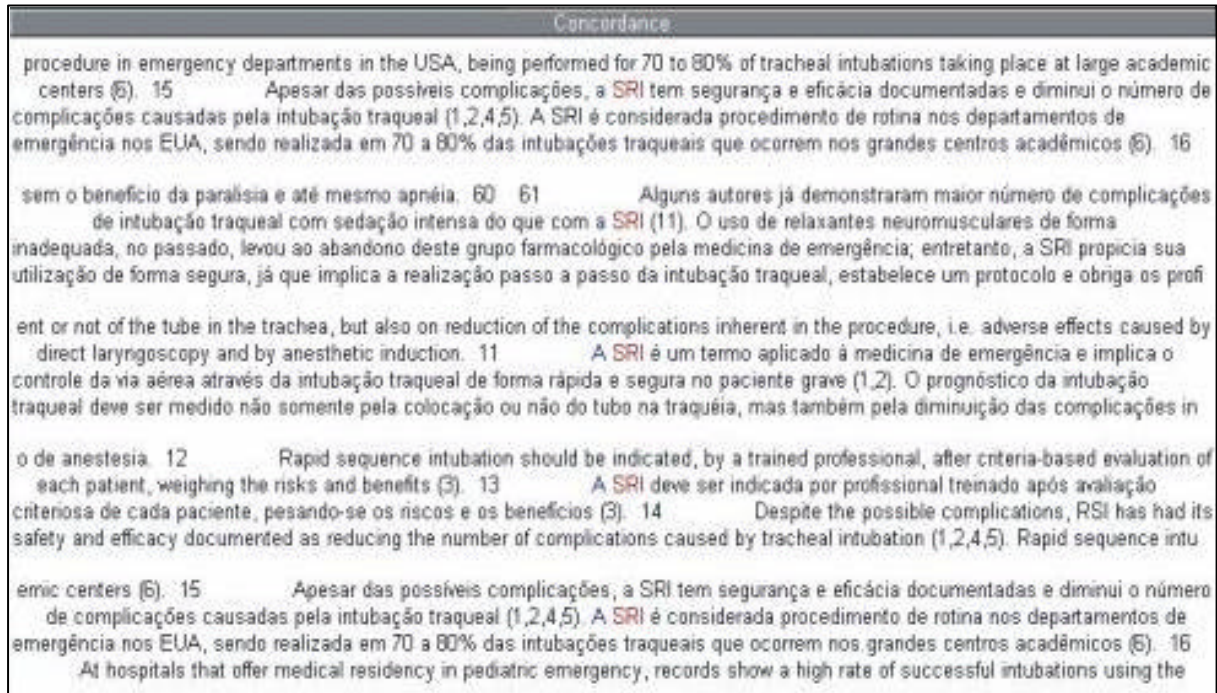 Concordance
procedure in emergency departments in the USA, being performed for 70 to 80% of tracheal intubations taking place at large academic
centers (6). 15 Apesar das possíveis complicações, a SRI tem segurança e eficácia documentadas e diminui o número de
complicações causadas pela intubação traqueal (1,2,4,5). A SRI é considerada procedimento de rotina nos departamentos de
emergência nos EUA, sendo realizada em 70 a 80% das intubações traqueais que ocorrem nos grandes centros acadêmicos (6). 16
sem o benefício da paralisia e até mesmo apnéia. 60 61 Alguns autores já demonstraram maior número de complicações
de intubação traqueal com sedação intensa do que com a SRI (11). O uso de relaxantes neuromusculares de forma
inadequada, no passado, levou ao abandono deste grupo farmacológico pela medicina de emergência; entretanto, a SRI propicia sua
utilização de forma segura, já que implica a realização passo a passo da intubação traqueal, estabelece um protocolo e obriga os profi
ent or not of the tube in the trachea, but also on reduction of the complications inherent in the procedure, i.e. adverse effects caused by
direct laryngoscopy and by anesthetic induction. 11 A SRI é um termo aplicado à medicina de emergência e implica o
controle da via aérea através da intubação traqueal de forma rápida e segura no paciente grave (1,2). O prognóstico da intubação
traqueal deve ser medido não somente pela colocação ou não do tubo na traquéia, mas também pela diminuição das complicações in
o de anestesia. 12 Rapid sequence intubation should be indicated, by a trained professional, after criteria-based evaluation of
each patient, weighing the risks and benefits (3). 13 A SRI deve ser indicada por profissional treinado após avaliação
criteriosa de cada paciente, pesando-se os riscos e os benefícios (3). 14 Despite the possible complications, RSI has had its
safety and efficacy documented as reducing the number of complications caused by tracheal intubation (1,2,4,5). Rapid sequence intu
emic centers (6). 15 Apesar das possíveis complicações, a SRI tem segurança e eficácia documentadas e diminui o número
de complicações causadas pela intubação traqueal (1,2,4,5). A SRI é considerada procedimento de rotina nos departamentos de
emergência nos EUA, sendo realizada em 70 a 80% das intubações traqueais que ocorrem nos grandes centros acadêmicos (6). 16
At hospitals that offer medical residency in pediatric emergency, records show a high rate of successful intubations using the